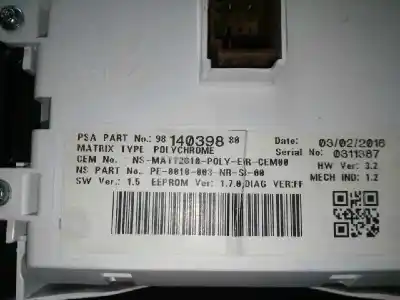 PSA PART No.: 98 140398 80
MATRIX TYPE POLYCHROME
CEM No. NS-MATT2010-POLY-EUR-CEM00
NS PART No. PE-0010-003-NR-SI-00
SW Ver.: 1.5 EEPROM Ver: 1.7.0 DIAG VER:FF
Date: 03/02/2016
Serial No: 0311387
HW Ver: 3.2
MECH IND: 1.2